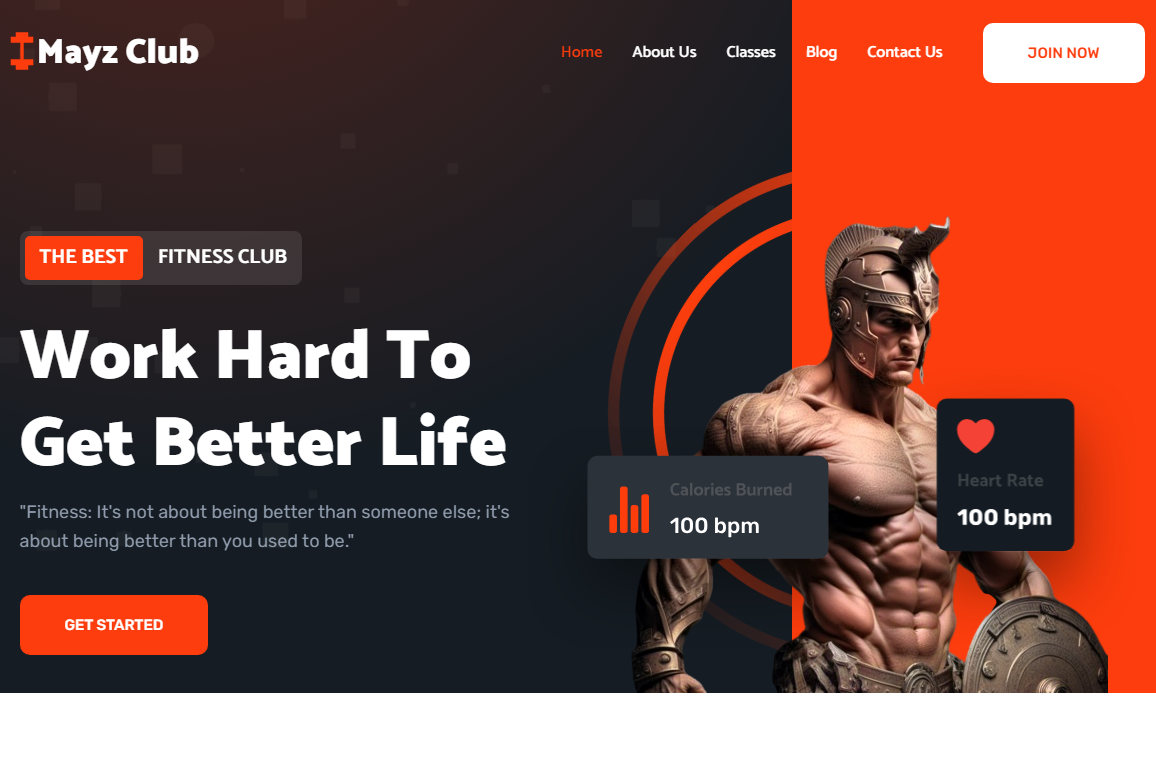 Mayz Club
Home About Us Classes Blog Contact Us JOIN NOW
THE BEST FITNESS CLUB
Work Hard To
Get Better Life
"Fitness: It's not about being better than someone else; it's
about being better than you used to be."
GET STARTED
Calories Burned
100 bpm
Heart Rate
100 bpm